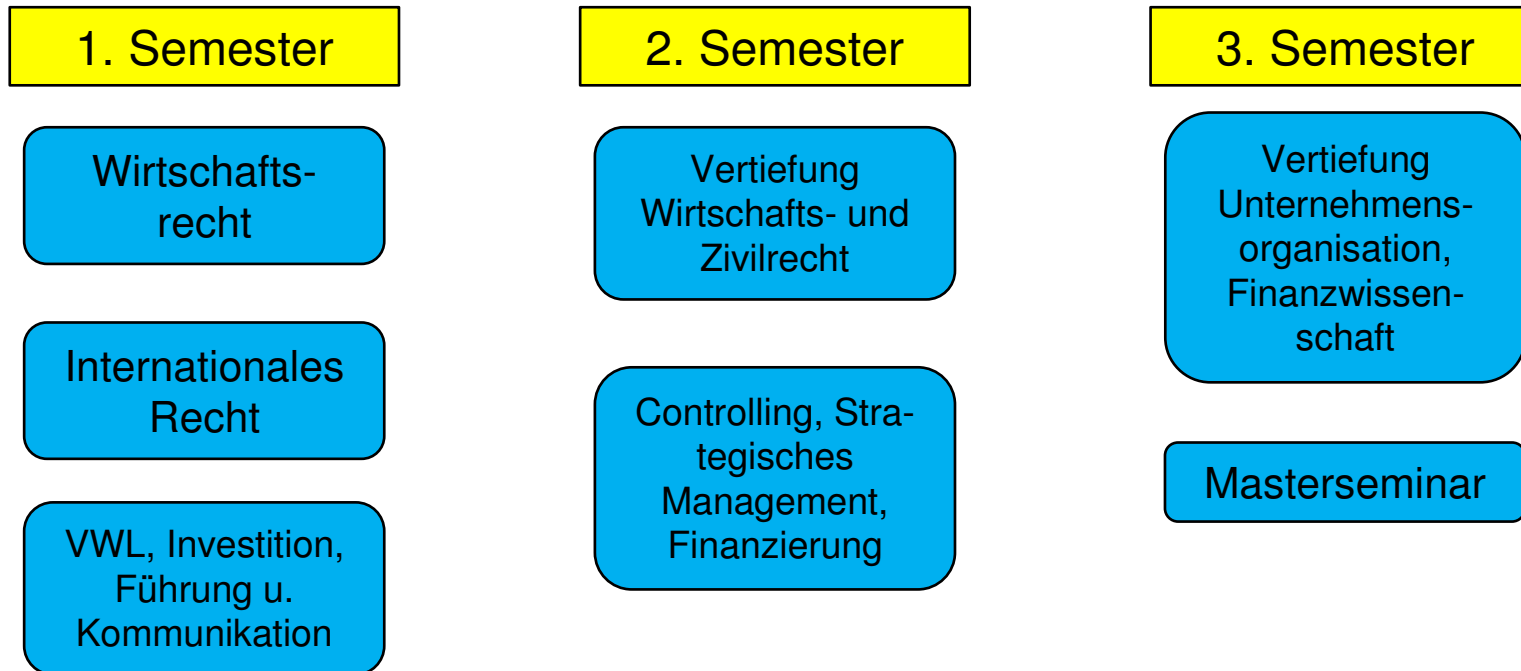 1. Semester
Wirtschafts-
recht
Internationales
Recht
VWL, Investition,
Führung u.
Kommunikation
2. Semester
Vertiefung
Wirtschafts- und
Zivilrecht
Controlling, Stra-
tegisches
Management,
Finanzierung
3. Semester
Vertiefung
Unternehmens-
organisation,
Finanzwissen-
schaft
Masterseminar